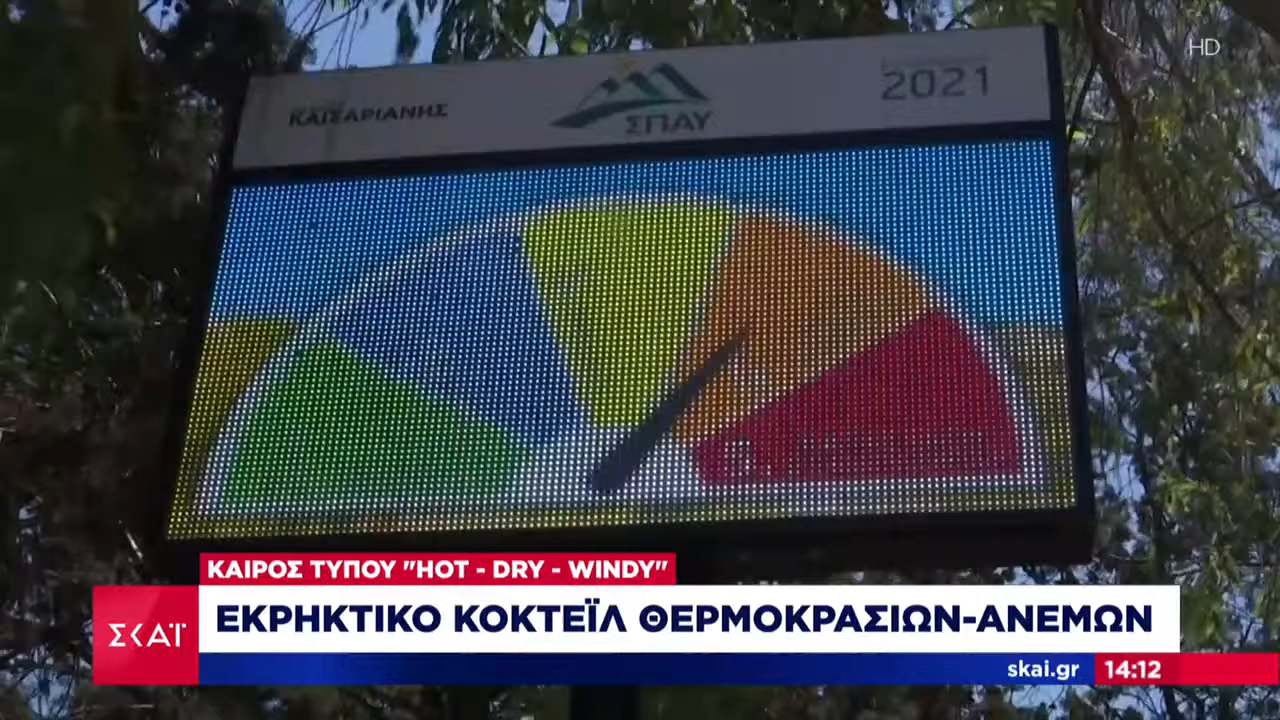 HD
ΚΑΙΣΑΡΙΑΝΗΣ
ΣΠΑΥ
2021
ΚΑΙΡΟΣ ΤΥΠΟΥ "HOT - DRY - WINDY"
ΣΚΑΪ
ΕΚΡΗΚΤΙΚΟ ΚΟΚΤΕΪΛ ΘΕΡΜΟΚΡΑΣΙΩΝ-ΑΝΕΜΩΝ
skai.gr
14:12